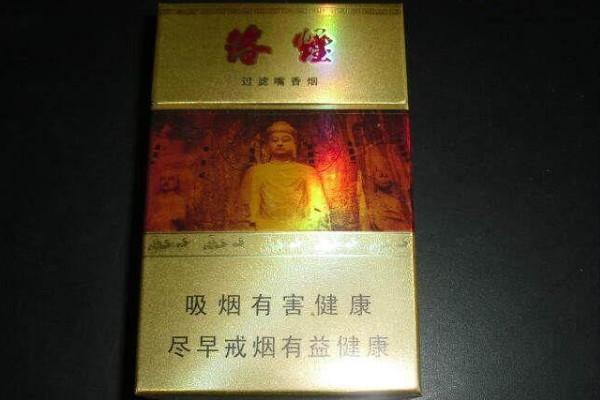 洛烟
过滤嘴香烟
吸烟有害健康
尽早戒烟有益健康